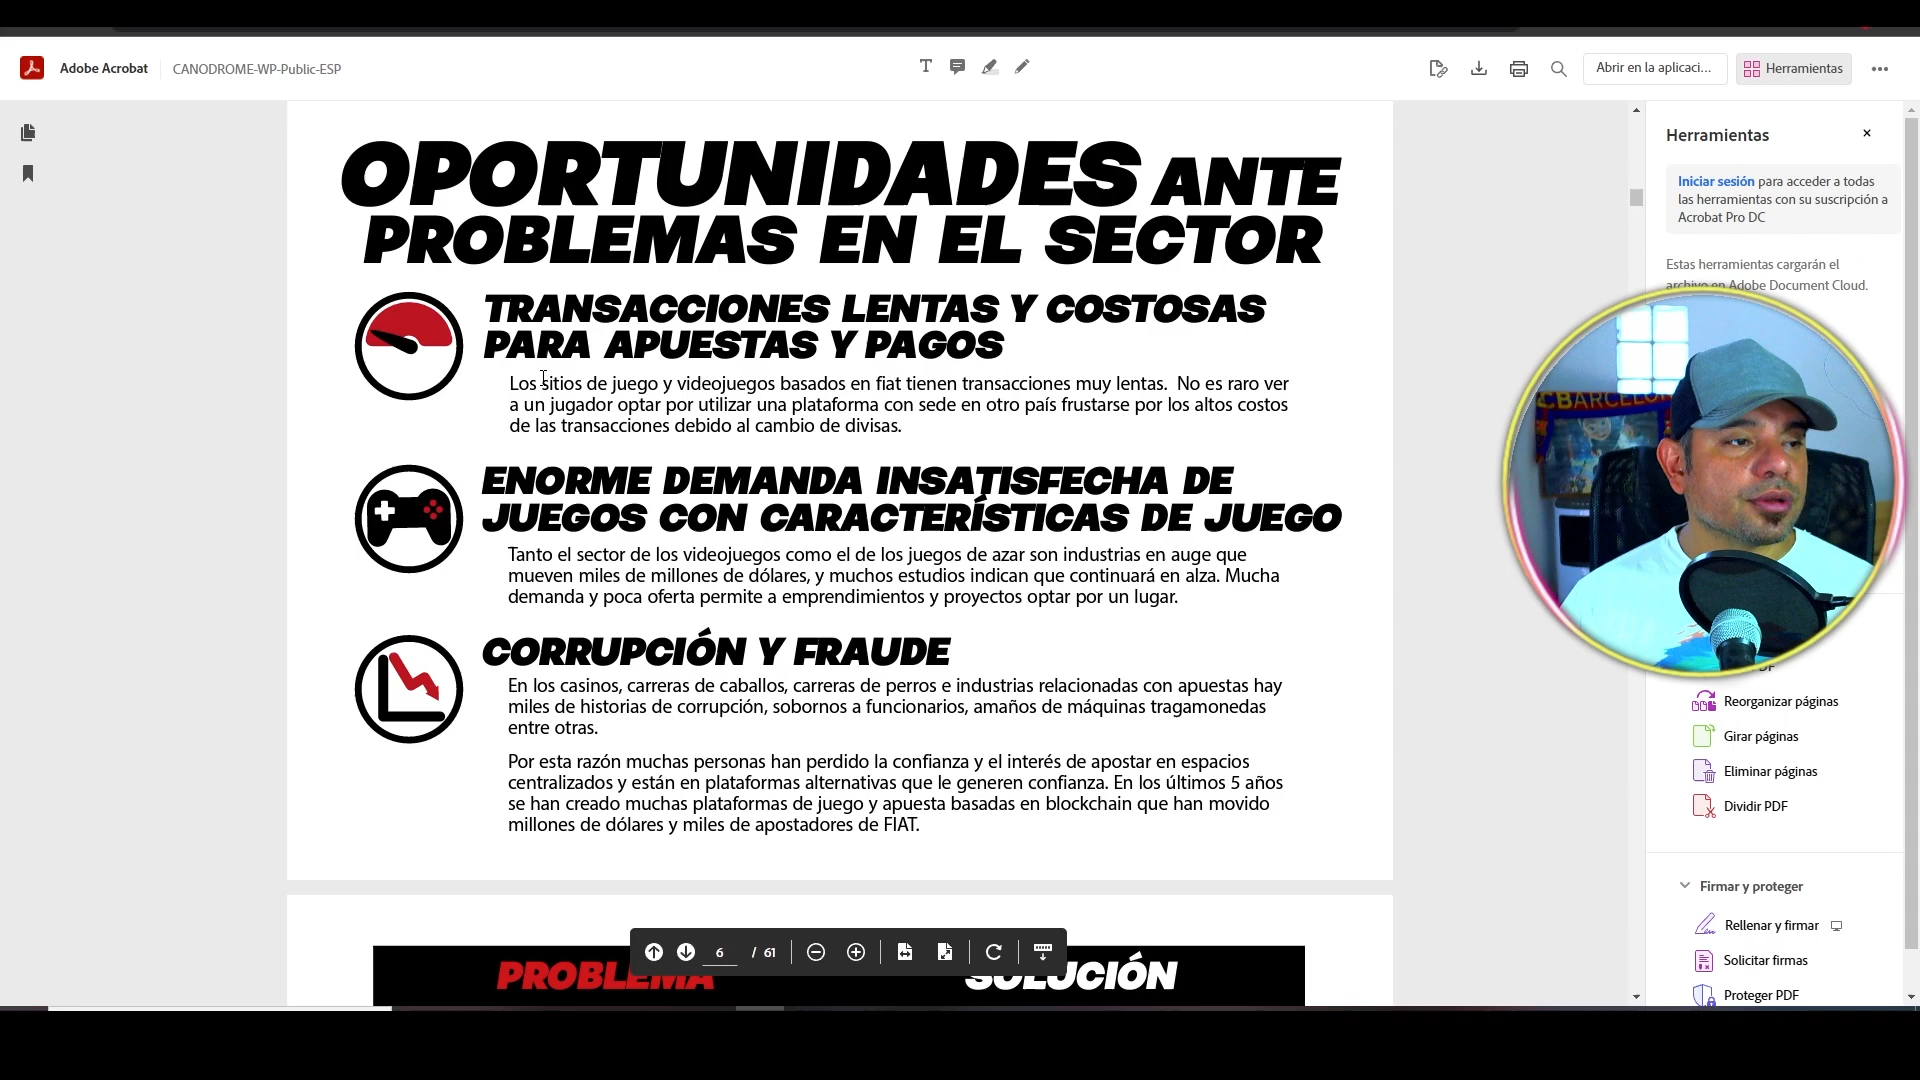 Adobe Acrobat
CANODROME-WP-Public-ESP
Abrir en la aplicaci...
Herramientas
OPORTUNIDADES ANTE
PROBLEMAS EN EL SECTOR
TRANSACCIONES LENTAS Y COSTOSAS
PARA APUESTAS Y PAGOS
Los sitios de juego y videojuegos basados en fiat tienen transacciones muy lentas. No es raro ver
a un jugador optar por utilizar una plataforma con sede en otro país frustarse por los altos costos
de las transacciones debido al cambio de divisas.
ENORME DEMANDA INSATISFECHA DE
JUEGOS CON CARACTERÍSTICAS DE JUEGO
Tanto el sector de los videojuegos como el de los juegos de azar son industrias en auge que
mueven miles de millones de dólares, y muchos estudios indican que continuará en alza. Mucha
demanda y poca oferta permite a emprendimientos y proyectos optar por un lugar.
CORRUPCIÓN Y FRAUDE
En los casinos, carreras de caballos, carreras de perros e industrias relacionadas con apuestas hay
miles de historias de corrupción, sobornos a funcionarios, amaños de máquinas tragamonedas
entre otras.
Por esta razón muchas personas han perdido la confianza y el interés de apostar en espacios
centralizados y están en plataformas alternativas que le generen confianza. En los últimos 5 años
se han creado muchas plataformas de juego y apuesta basadas en blockchain que han movido
millones de dólares y miles de apostadores de FIAT.
PROBLEMA
SOLUCIÓN
6 / 61
Herramientas
Iniciar sesión para acceder a todas
las herramientas con su suscripción a
Acrobat Pro DC
Estas herramientas cargarán el
archivo en Adobe Document Cloud.
Reorganizar páginas
Girar páginas
Eliminar páginas
Dividir PDF
Firmar y proteger
Rellenar y firmar
Solicitar firmas
Proteger PDF